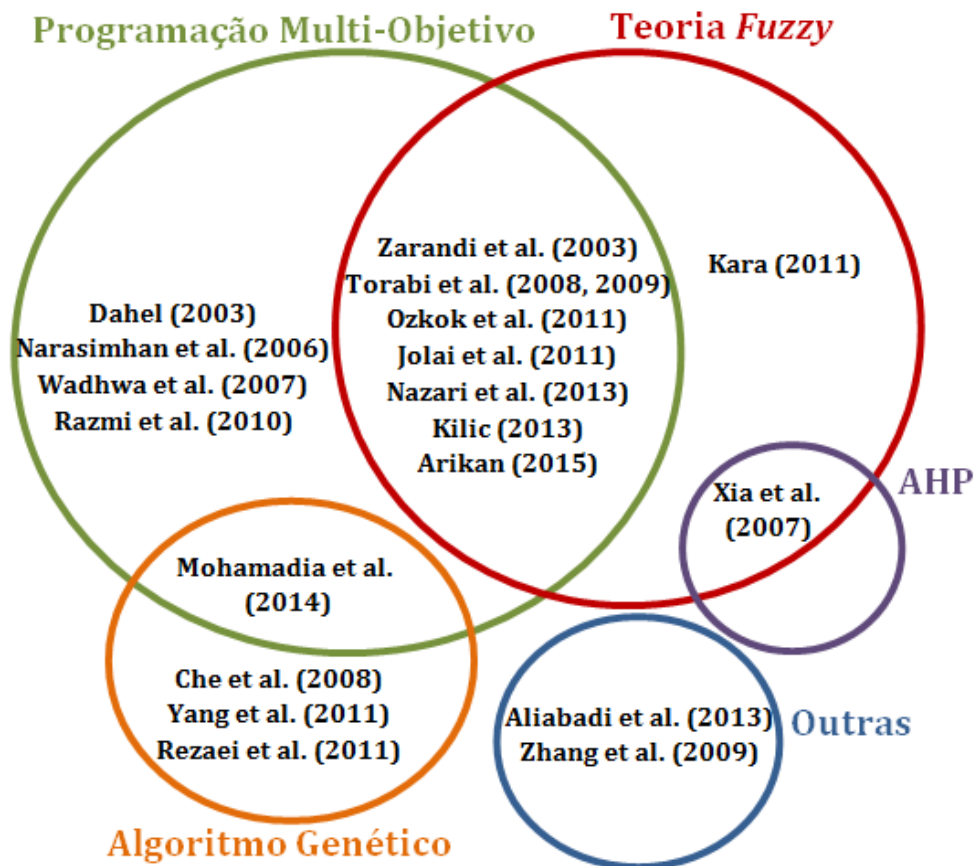 Programação Multi-Objetivo
Teoria Fuzzy
Zarandi et al. (2003)
Torabi et al. (2008, 2009)
Ozkok et al. (2011)
Jolai et al. (2011)
Nazari et al. (2013)
Kilic (2013)
Arikan (2015)
Kara (2011)
Dahel (2003)
Narasimhan et al. (2006)
Wadhwa et al. (2007)
Razmi et al. (2010)
AHP
Xia et al.
(2007)
Mohamadia et al.
(2014)
Che et al. (2008)
Yang et al. (2011)
Rezaei et al. (2011)
Aliabadi et al. (2013)
Zhang et al. (2009)
Outras
Algoritmo Genético